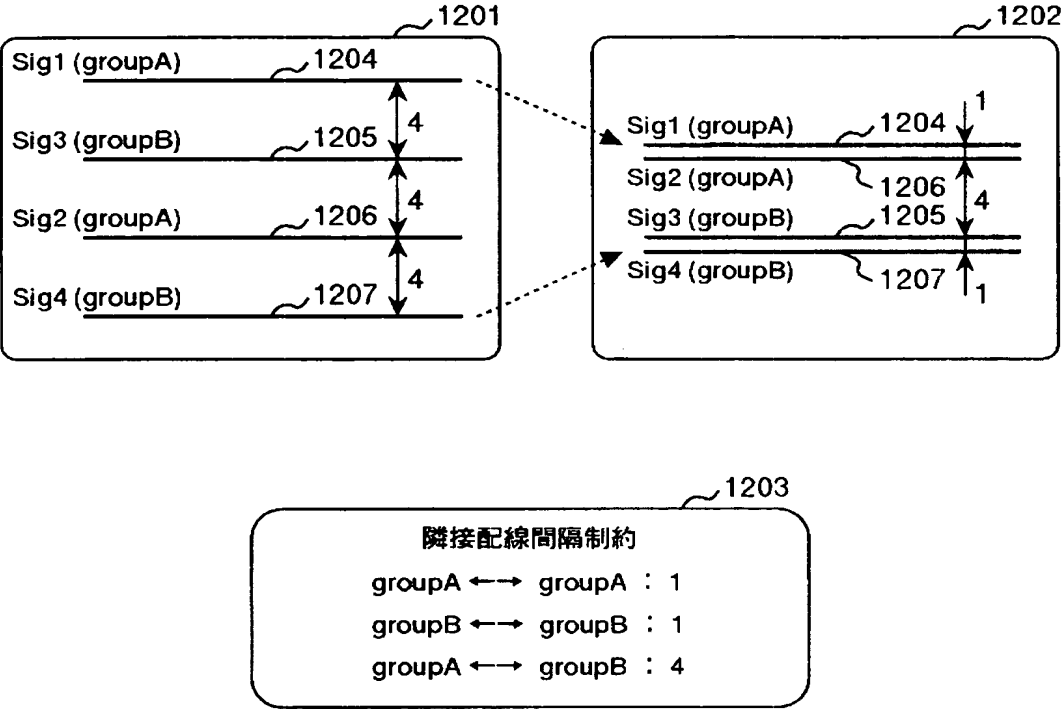 1201
Sig1 (groupA)
1204
4
Sig3 (groupB)
1205
4
Sig2 (groupA)
1206
4
Sig4 (groupB)
1207
1202
1
Sig1 (groupA)
1204
Sig2 (groupA)
1206
4
Sig3 (groupB)
1205
Sig4 (groupB)
1207
1
1203
隣接配線間隔制約
groupA ←→ groupA : 1
groupB ←→ groupB : 1
groupA ←→ groupB : 4